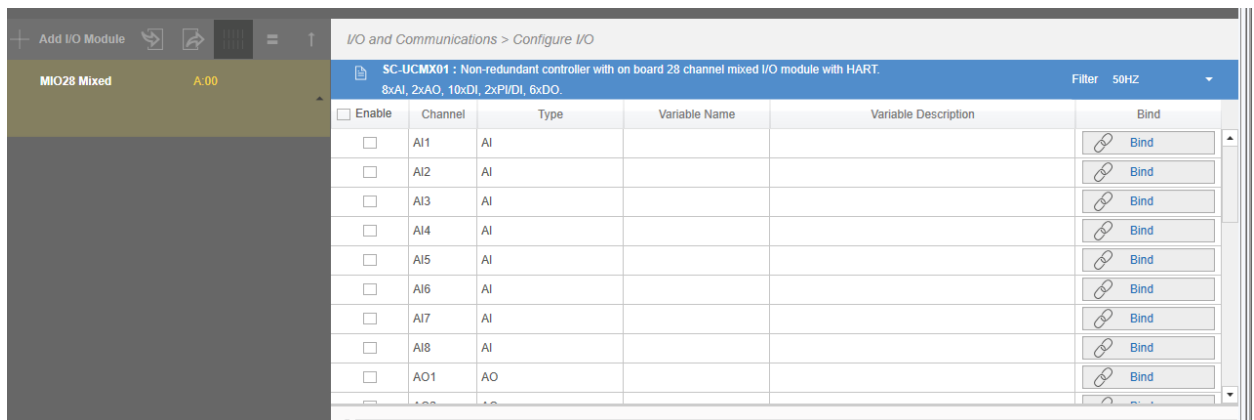 Add I/O Module
MIO28 Mixed A:00
I/O and Communications > Configure I/O
SC-UCMX01 : Non-redundant controller with on board 28 channel mixed I/O module with HART.
8xAI, 2xAO, 10xDI, 2xPI/DI, 6xDO.
Filter 50HZ
Enable Channel Type Variable Name Variable Description Bind
AI1 AI Bind
AI2 AI Bind
AI3 AI Bind
AI4 AI Bind
AI5 AI Bind
AI6 AI Bind
AI7 AI Bind
AI8 AI Bind
AO1 AO Bind